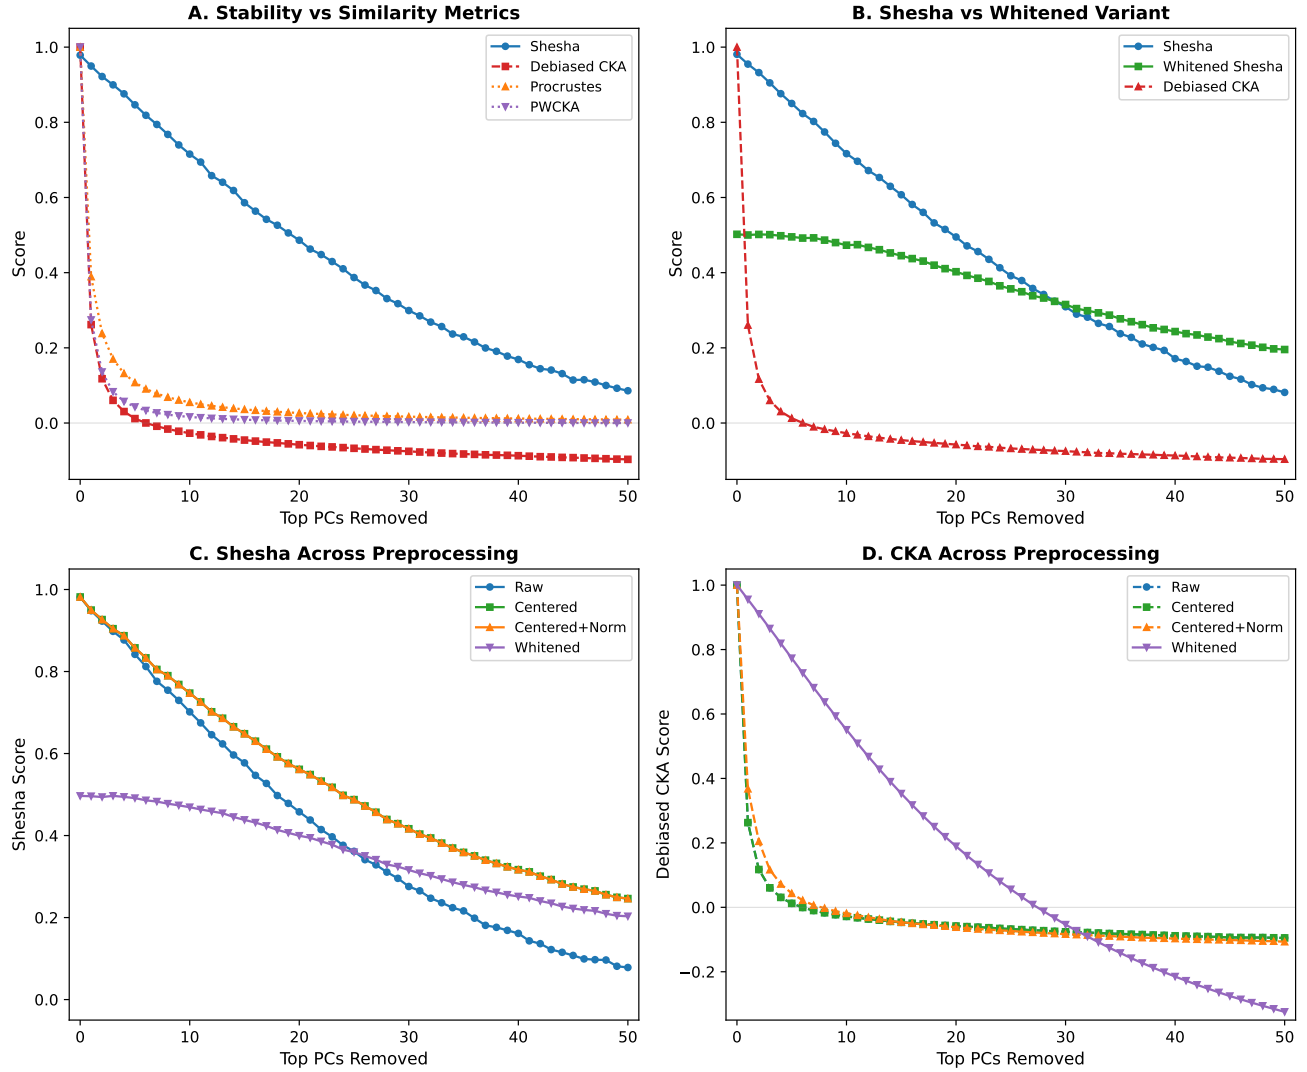 A. Stability vs Similarity Metrics
1.0
0.8
0.6
0.4
0.2
0.0
Score
0
10
20
30
40
50
Top PCs Removed
Shesha
Debiased CKA
Procrustes
PWCKA
B. Shesha vs Whitened Variant
1.0
0.8
0.6
0.4
0.2
0.0
Score
0
10
20
30
40
50
Top PCs Removed
Shesha
Whitened Shesha
Debiased CKA
C. Shesha Across Preprocessing
1.0
0.8
0.6
0.4
0.2
0.0
Shesha Score
0
10
20
30
40
50
Top PCs Removed
Raw
Centered
Centered+Norm
Whitened
D. CKA Across Preprocessing
1.0
0.8
0.6
0.4
0.2
0.0
−0.2
Debiased CKA Score
0
10
20
30
40
50
Top PCs Removed
Raw
Centered
Centered+Norm
Whitened